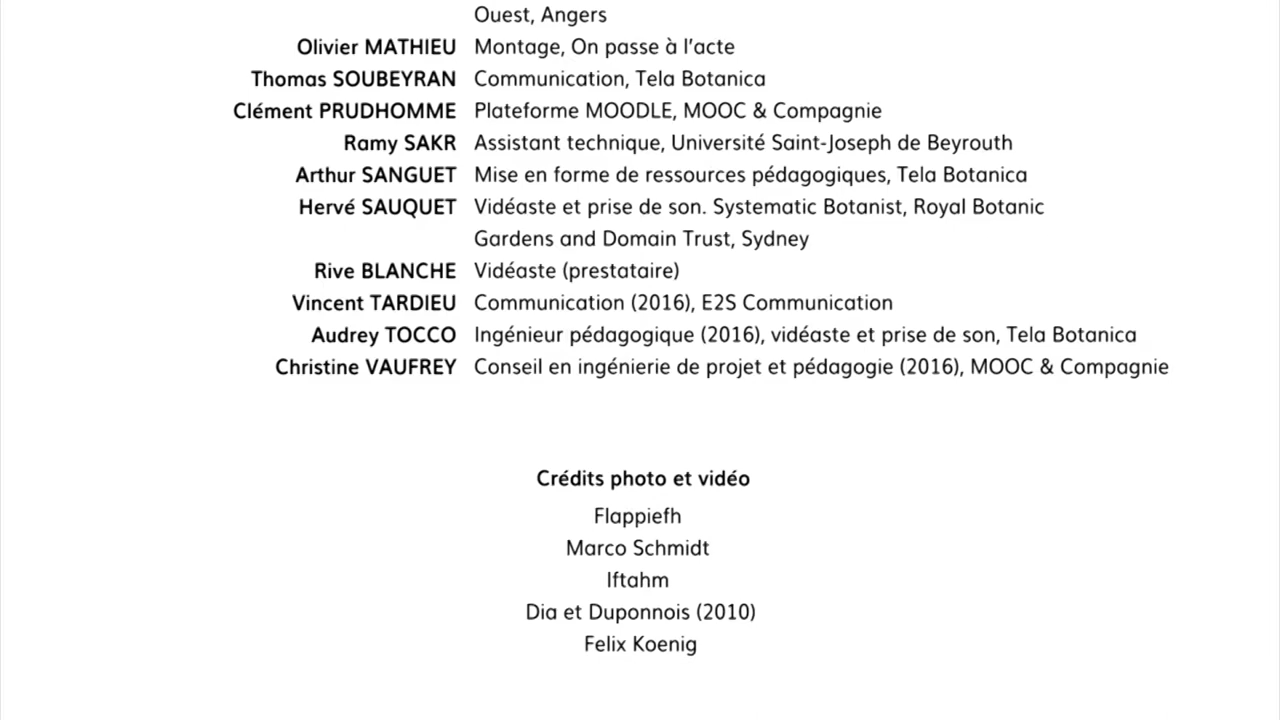 Ouest, Angers
Olivier MATHIEU Montage, On passe à l'acte
Thomas SOUBEYRAN Communication, Tela Botanica
Clément PRUDHOMME Plateforme MOODLE, MOOC & Compagnie
Ramy SAKR Assistant technique, Université Saint-Joseph de Beyrouth
Arthur SANGUET Mise en forme de ressources pédagogiques, Tela Botanica
Hervé SAUQUET Vidéaste et prise de son. Systematic Botanist, Royal Botanic
Gardens and Domain Trust, Sydney
Rive BLANCHE Vidéaste (prestataire)
Vincent TARDIEU Communication (2016), E2S Communication
Audrey TOCCO Ingénieur pédagogique (2016), vidéaste et prise de son, Tela Botanica
Christine VAUFREY Conseil en ingénierie de projet et pédagogie (2016), MOOC & Compagnie
Crédits photo et vidéo
Flappiefh
Marco Schmidt
Iftahm
Dia et Duponnois (2010)
Felix Koenig